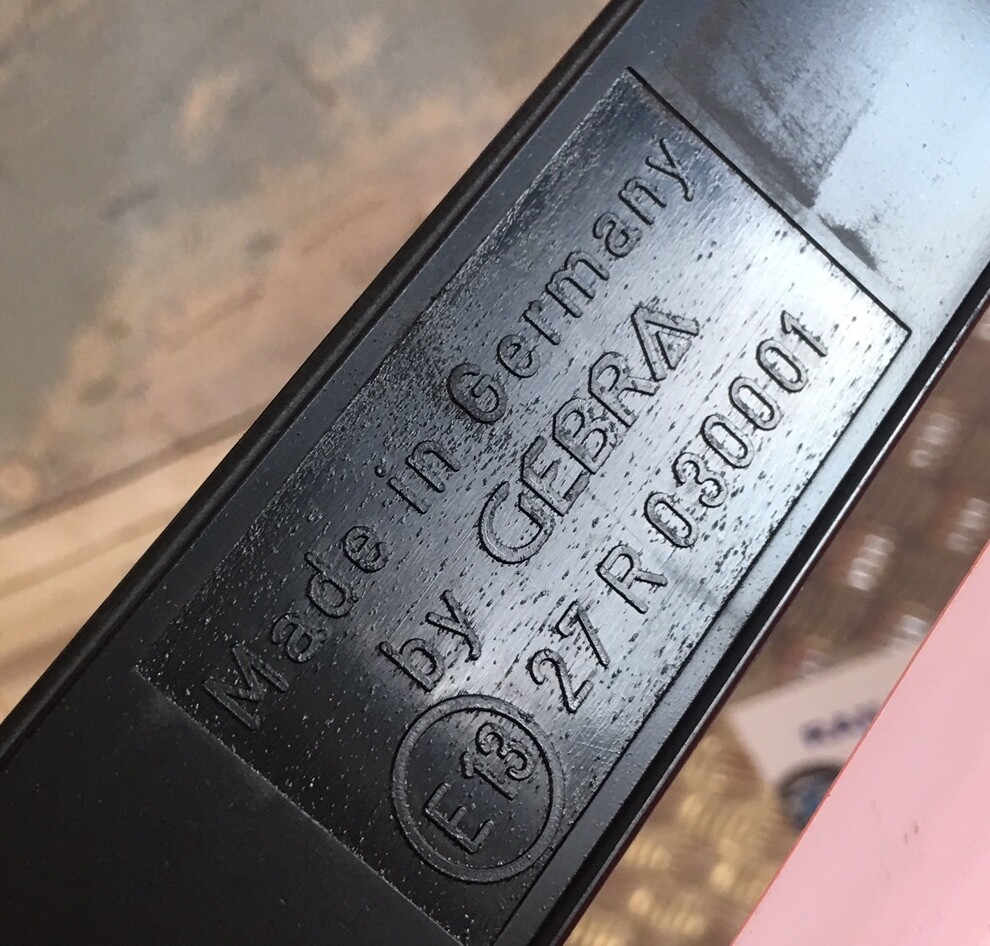 Made in Germany
by GEBRA
E13 27 R 030001